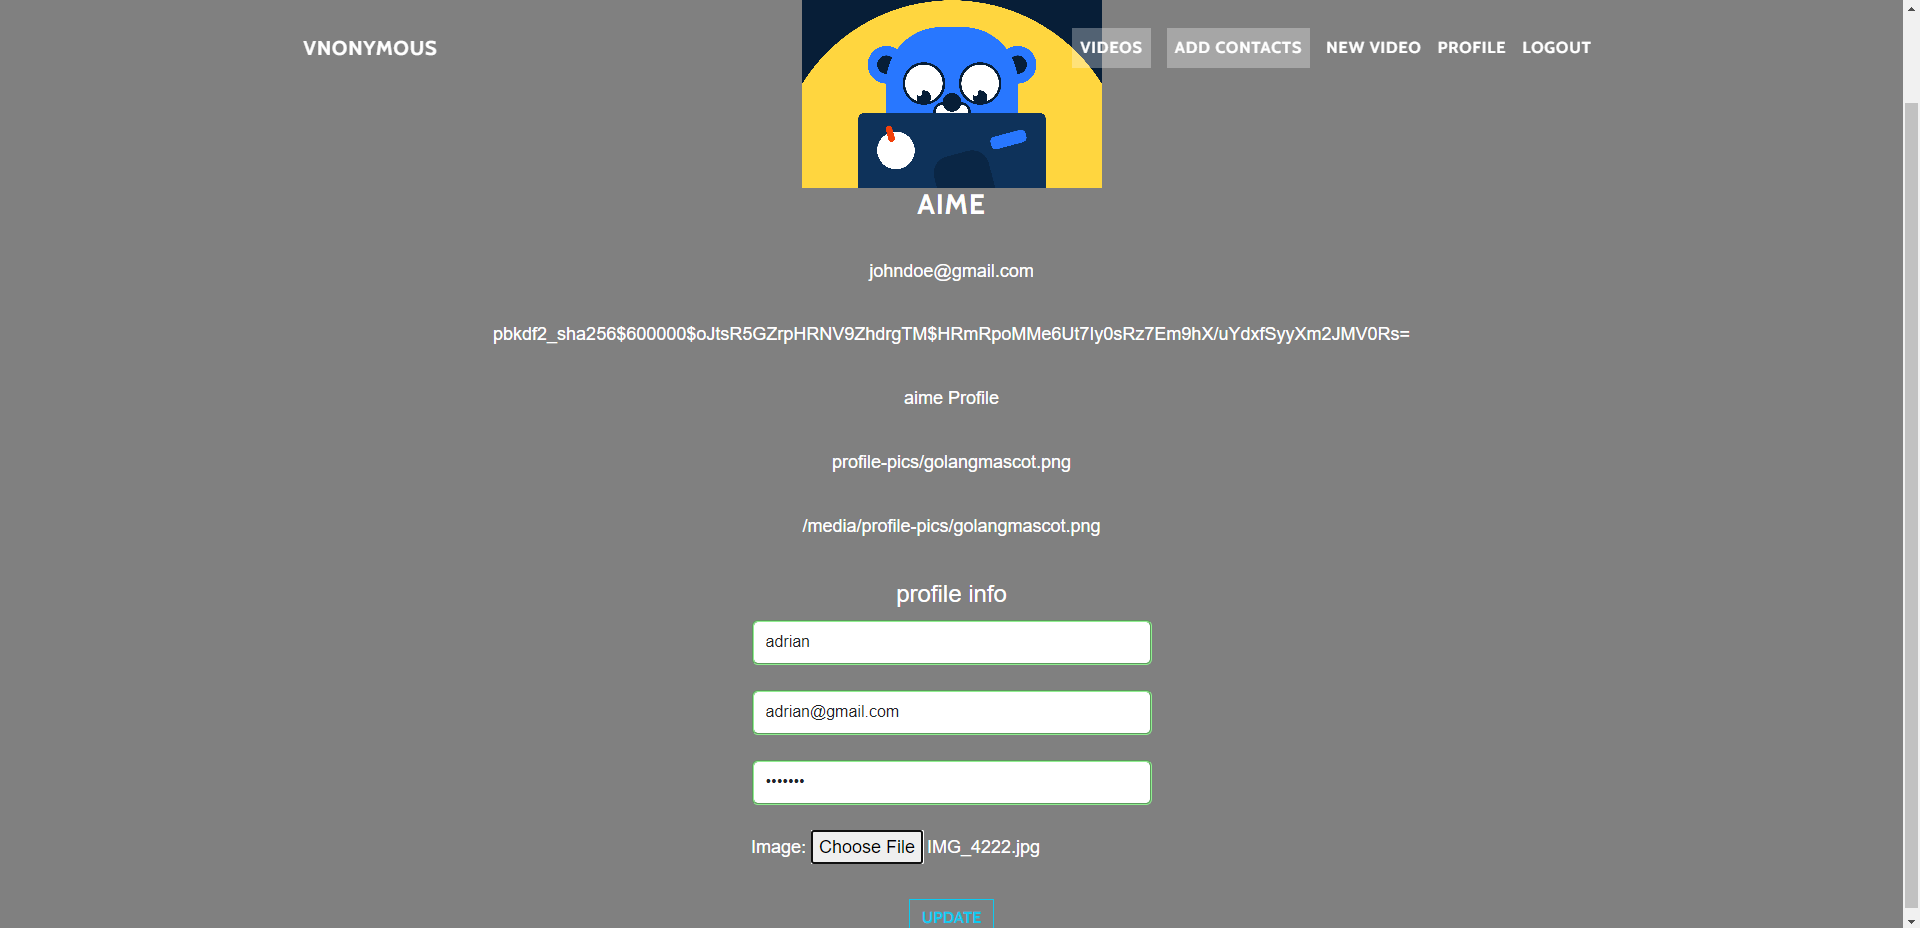 VNONYMOUS
VIDEOS ADD CONTACTS NEW VIDEO PROFILE LOGOUT
AIME
johndoe@gmail.com
pbkdf2_sha256$600000$oJtsR5GZrpHRNV9ZhdrgTM$HRmRpoMMe6Ut7Iy0sRz7Em9hX/uYdxfSyyXm2JMV0Rs=
aime Profile
profile-pics/golangmascot.png
/media/profile-pics/golangmascot.png
profile info
adrian
adrian@gmail.com
•••••••
Image: Choose File IMG_4222.jpg
UPDATE